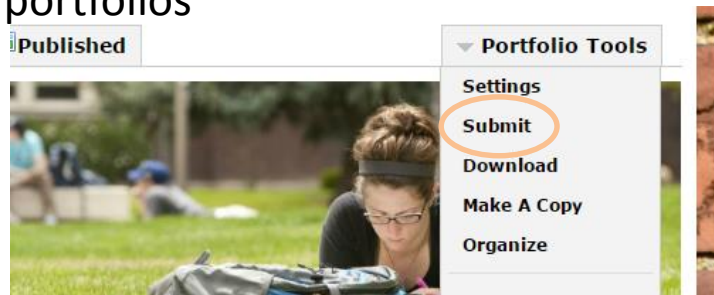 portfolios
Published
Portfolio Tools
Settings
Submit
Download
Make A Copy
Organize